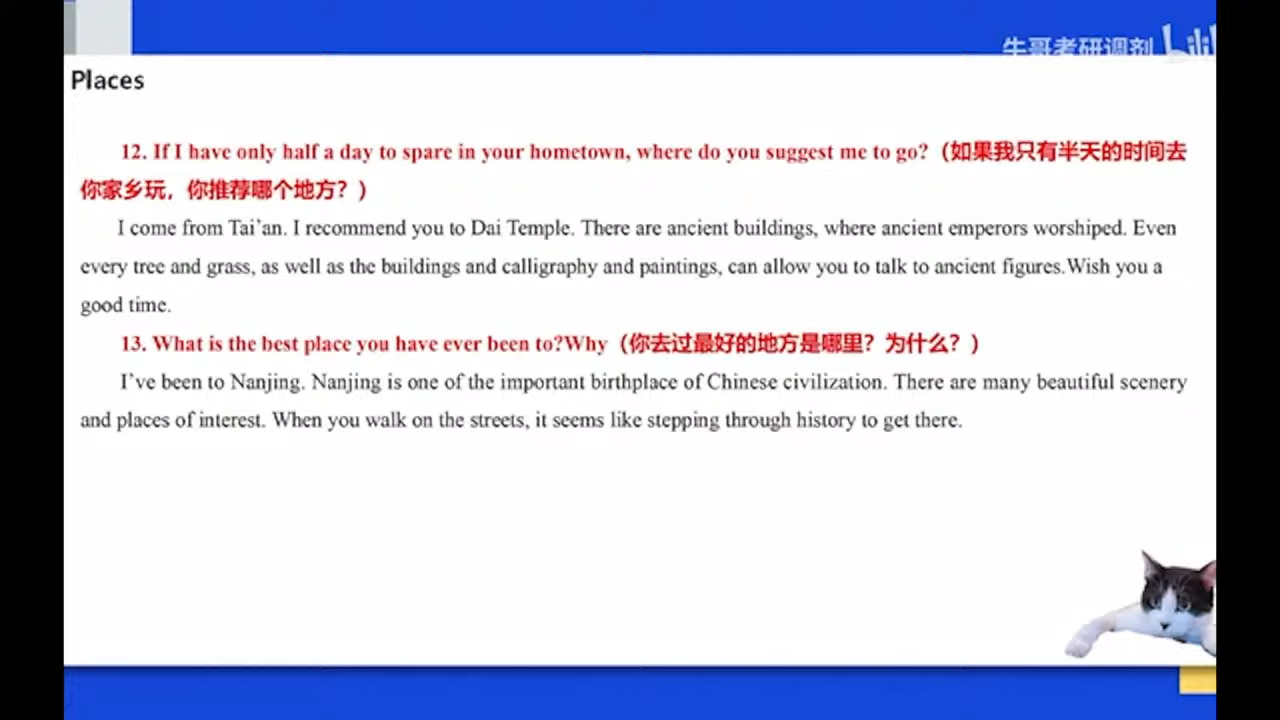 牛哥考研调剂 bili
Places
12. If I have only half a day to spare in your hometown, where do you suggest me to go?（如果我只有半天的时间去
你家乡玩，你推荐哪个地方？）
I come from Tai’an. I recommend you to Dai Temple. There are ancient buildings, where ancient emperors worshiped. Even
every tree and grass, as well as the buildings and calligraphy and paintings, can allow you to talk to ancient figures.Wish you a
good time.
13. What is the best place you have ever been to?Why（你去过最好的地方是哪里？为什么？）
I’ve been to Nanjing. Nanjing is one of the important birthplace of Chinese civilization. There are many beautiful scenery
and places of interest. When you walk on the streets, it seems like stepping through history to get there.